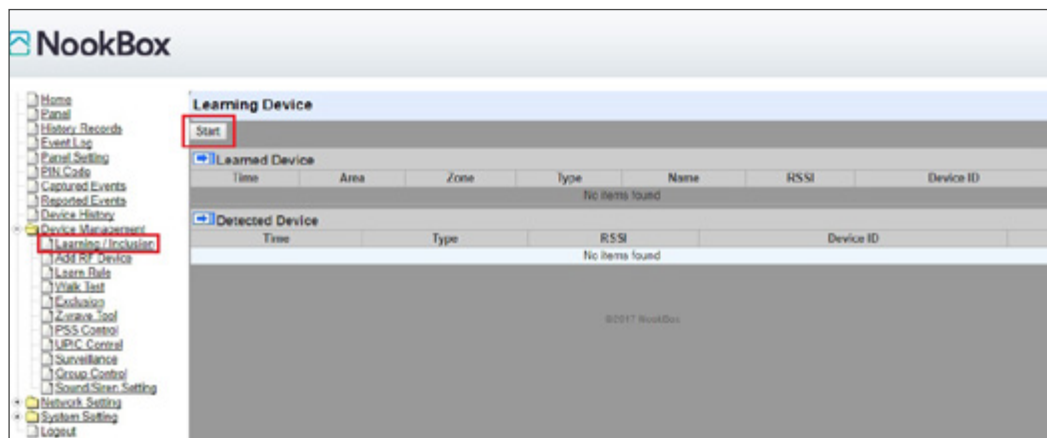 NookBox
Home
Panel
History Records
Event Log
Panel Setting
PIN Code
Captured Events
Reported Events
Device History
Device Management
Learning / Inclusion
Add RF Device
Learn Rule
Walk Test
Exclusion
Z-wave Tool
PSS Control
UPIC Control
Surveillance
Group Control
Sound/Siren Setting
Network Setting
System Setting
Logout
Learning Device
Start
Learned Device
Time Area Zone Type Name RSSI Device ID
No items found
Detected Device
Time Type RSSI Device ID
No items found
©2017 NookBox